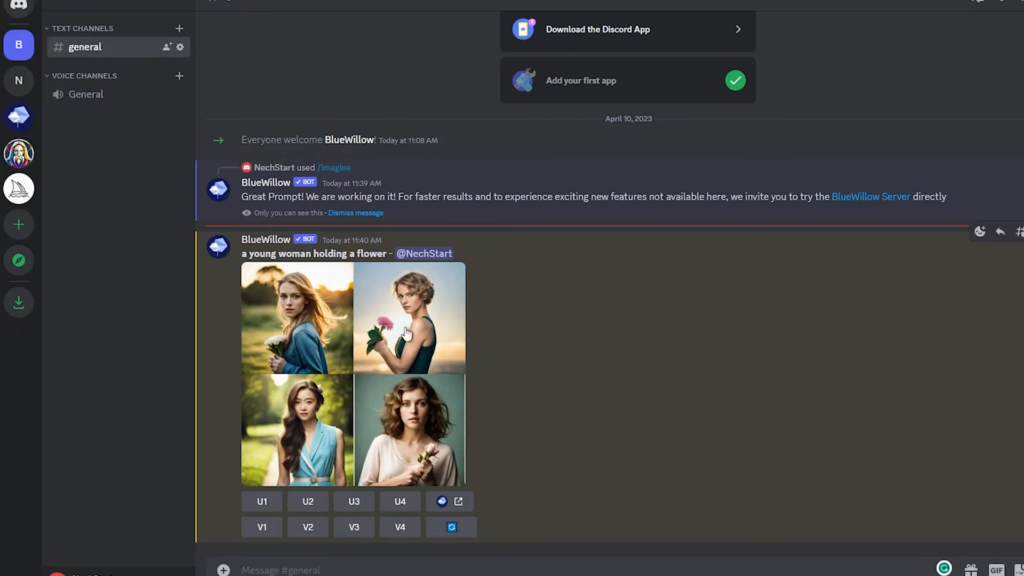 Download the Discord App
TEXT CHANNELS
general
B
Add your first app
VOICE CHANNELS
N
General
April 10, 2023
Everyone welcome BlueWillow! Today at 11:08 AM
NechStart used /imagine
BlueWillow BOT Today at 11:39 AM
Great Prompt! We are working on it! For faster results and to experience exciting new features not available here, we invite you to try the BlueWillow Server directly
Only you can see this • Dismiss message
BlueWillow BOT Today at 11:40 AM
a young woman holding a flower - @NechStart
U1 U2 U3 U4
V1 V2 V3 V4
Message #general
GIF